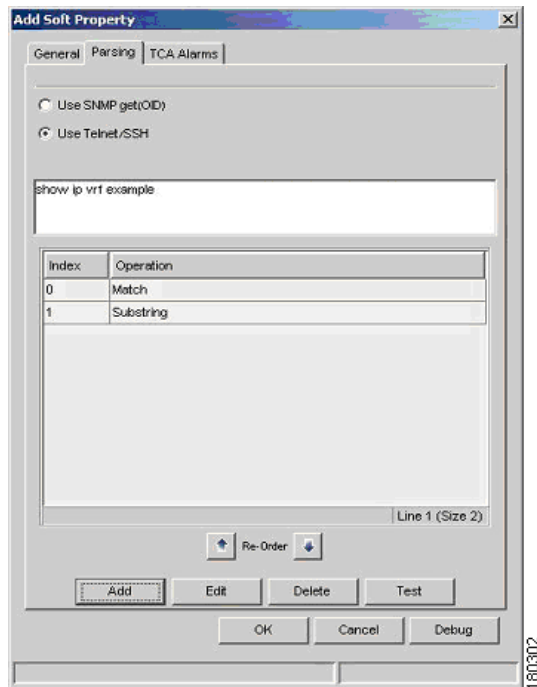 Add Soft Property
General Parsing TCA Alarms
Use SNMP get(OID)
Use Telnet/SSH
show ip vrf example
Index Operation
0 Match
1 Substring
Line 1 (Size 2)
Re-Order
Add Edit Delete Test
OK Cancel Debug
180302